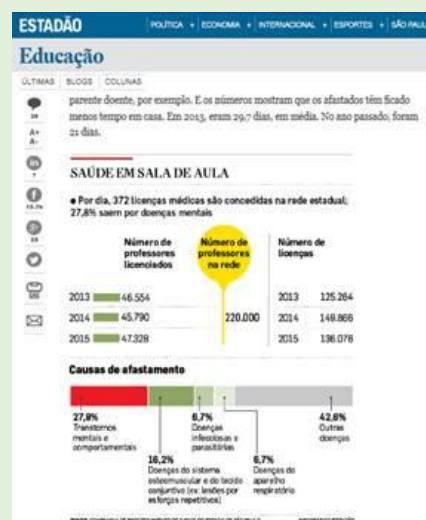 ESTADÃO
POLÍTICA + ECONOMIA + INTERNACIONAL + ESPORTES + SÃO PAUL
Educação
ÚLTIMAS BLOGS COLUNAS
parente doente, por exemplo. E os números mostram que os afastados têm ficado
menos tempo em casa. Em 2013, eram 29,7 dias, em média. No ano passado, foram
21 dias.
A+
A-
SAÚDE EM SALA DE AULA
• Por dia, 372 licenças médicas são concedidas na rede estadual;
27,8% saem por doenças mentais
Número de
professores
licenciados
Número de
professores
na rede
Número de
licenças
2013 46.554
2013 125.264
2014 45.790
220.000
2014 149.866
2015 47.328
2015 136.078
Causas de afastamento
27,8%
Transtornos
mentais e
comportamentais
16,2%
Doenças do sistema
osteomuscular e do tecido
conjuntivo (ex: lesões por
esforços repetitivos)
6,7%
Doenças
infecciosas e
parasitárias
6,7%
Doenças do
aparelho
respiratório
42,6%
Outras
doenças